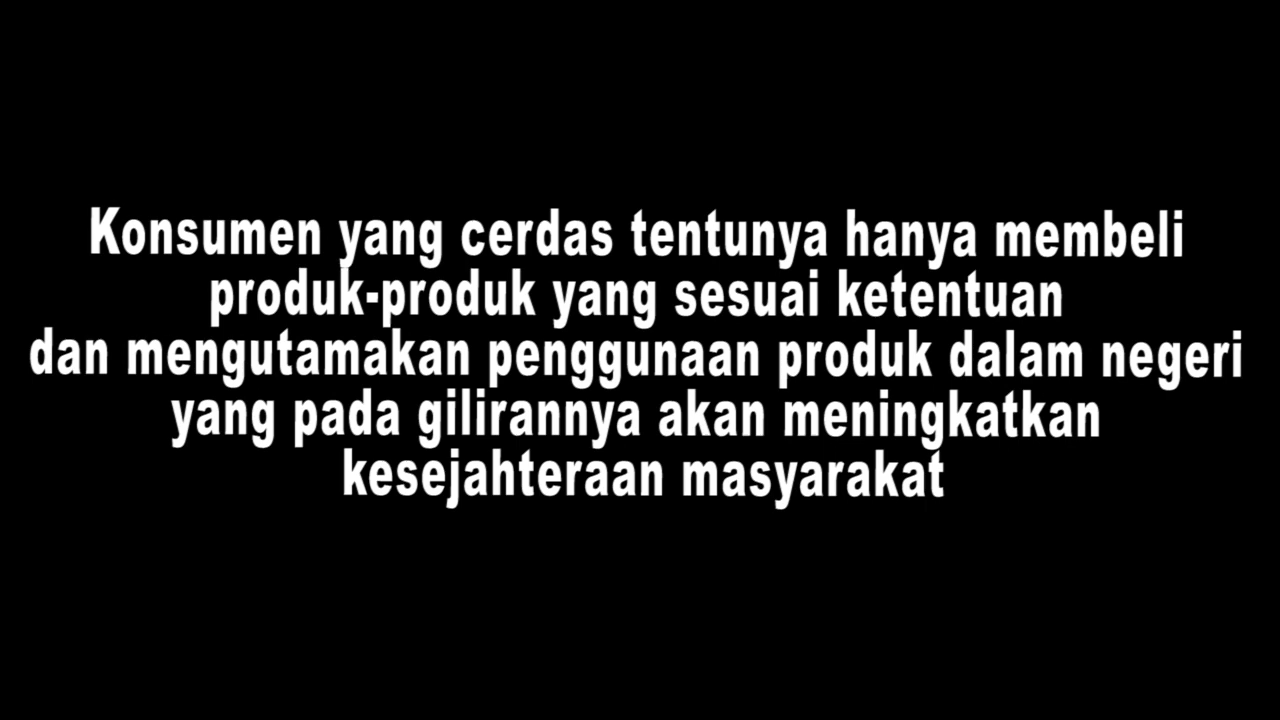 Konsumen yang cerdas tentunya hanya membeli
produk-produk yang sesuai ketentuan
dan mengutamakan penggunaan produk dalam negeri
yang pada gilirannya akan meningkatkan
kesejahteraan masyarakat